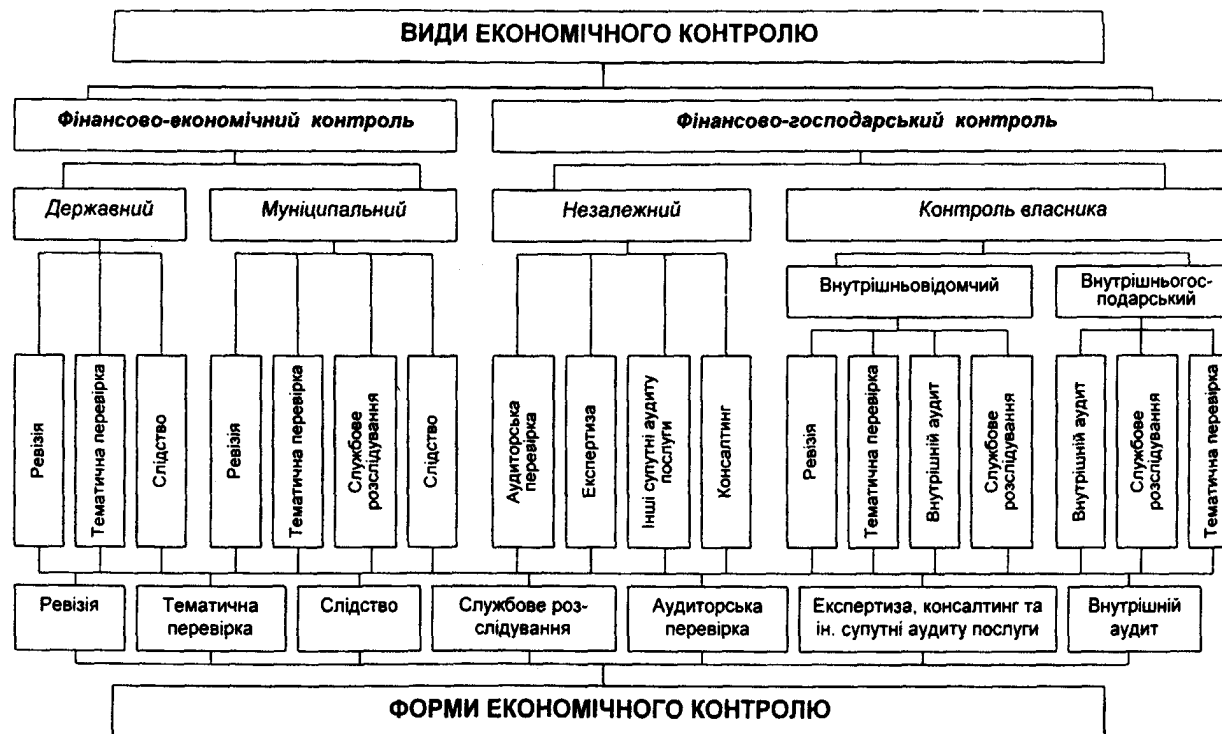 ВИДИ ЕКОНОМІЧНОГО КОНТРОЛЮ
Фінансово-економічний контроль
Фінансово-господарський контроль
Державний
Муніципальний
Незалежний
Контроль власника
Внутрішньовідомчий
Внутрішньогос-
подарський
Ревізія
Тематична перевірка
Слідство
Ревізія
Тематична перевірка
Службове
розслідування
Слідство
Аудиторська
перевірка
Експертиза
Інші супутні аудиту
послуги
Консалтинг
Ревізія
Тематична перевірка
Внутрішній аудит
Службове
розслідування
Внутрішній аудит
Службове
розслідування
Тематична перевірка
Ревізія
Тематична
перевірка
Слідство
Службове роз-
слідування
Аудиторська
перевірка
Експертиза, консалтинг та
ін. супутні аудиту послуги
Внутрішній
аудит
ФОРМИ ЕКОНОМІЧНОГО КОНТРОЛЮ